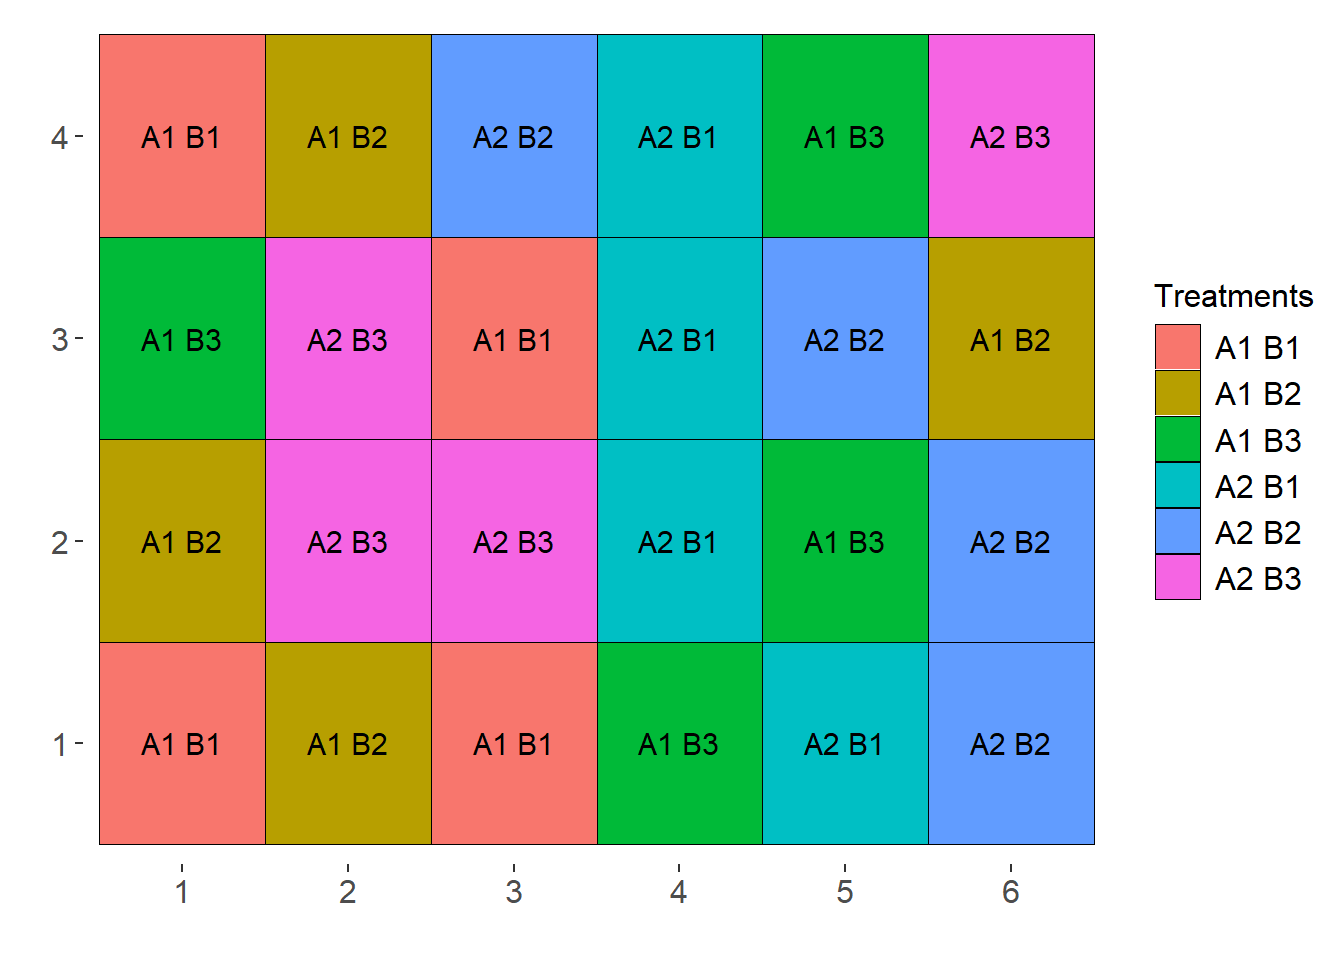 4 A1 B1 A1 B2 A2 B2 A2 B1 A1 B3 A2 B3
3 A1 B3 A2 B3 A1 B1 A2 B1 A2 B2 A1 B2
2 A1 B2 A2 B3 A2 B3 A2 B1 A1 B3 A2 B2
1 A1 B1 A1 B2 A1 B1 A1 B3 A2 B1 A2 B2
1 2 3 4 5 6
Treatments
A1 B1
A1 B2
A1 B3
A2 B1
A2 B2
A2 B3